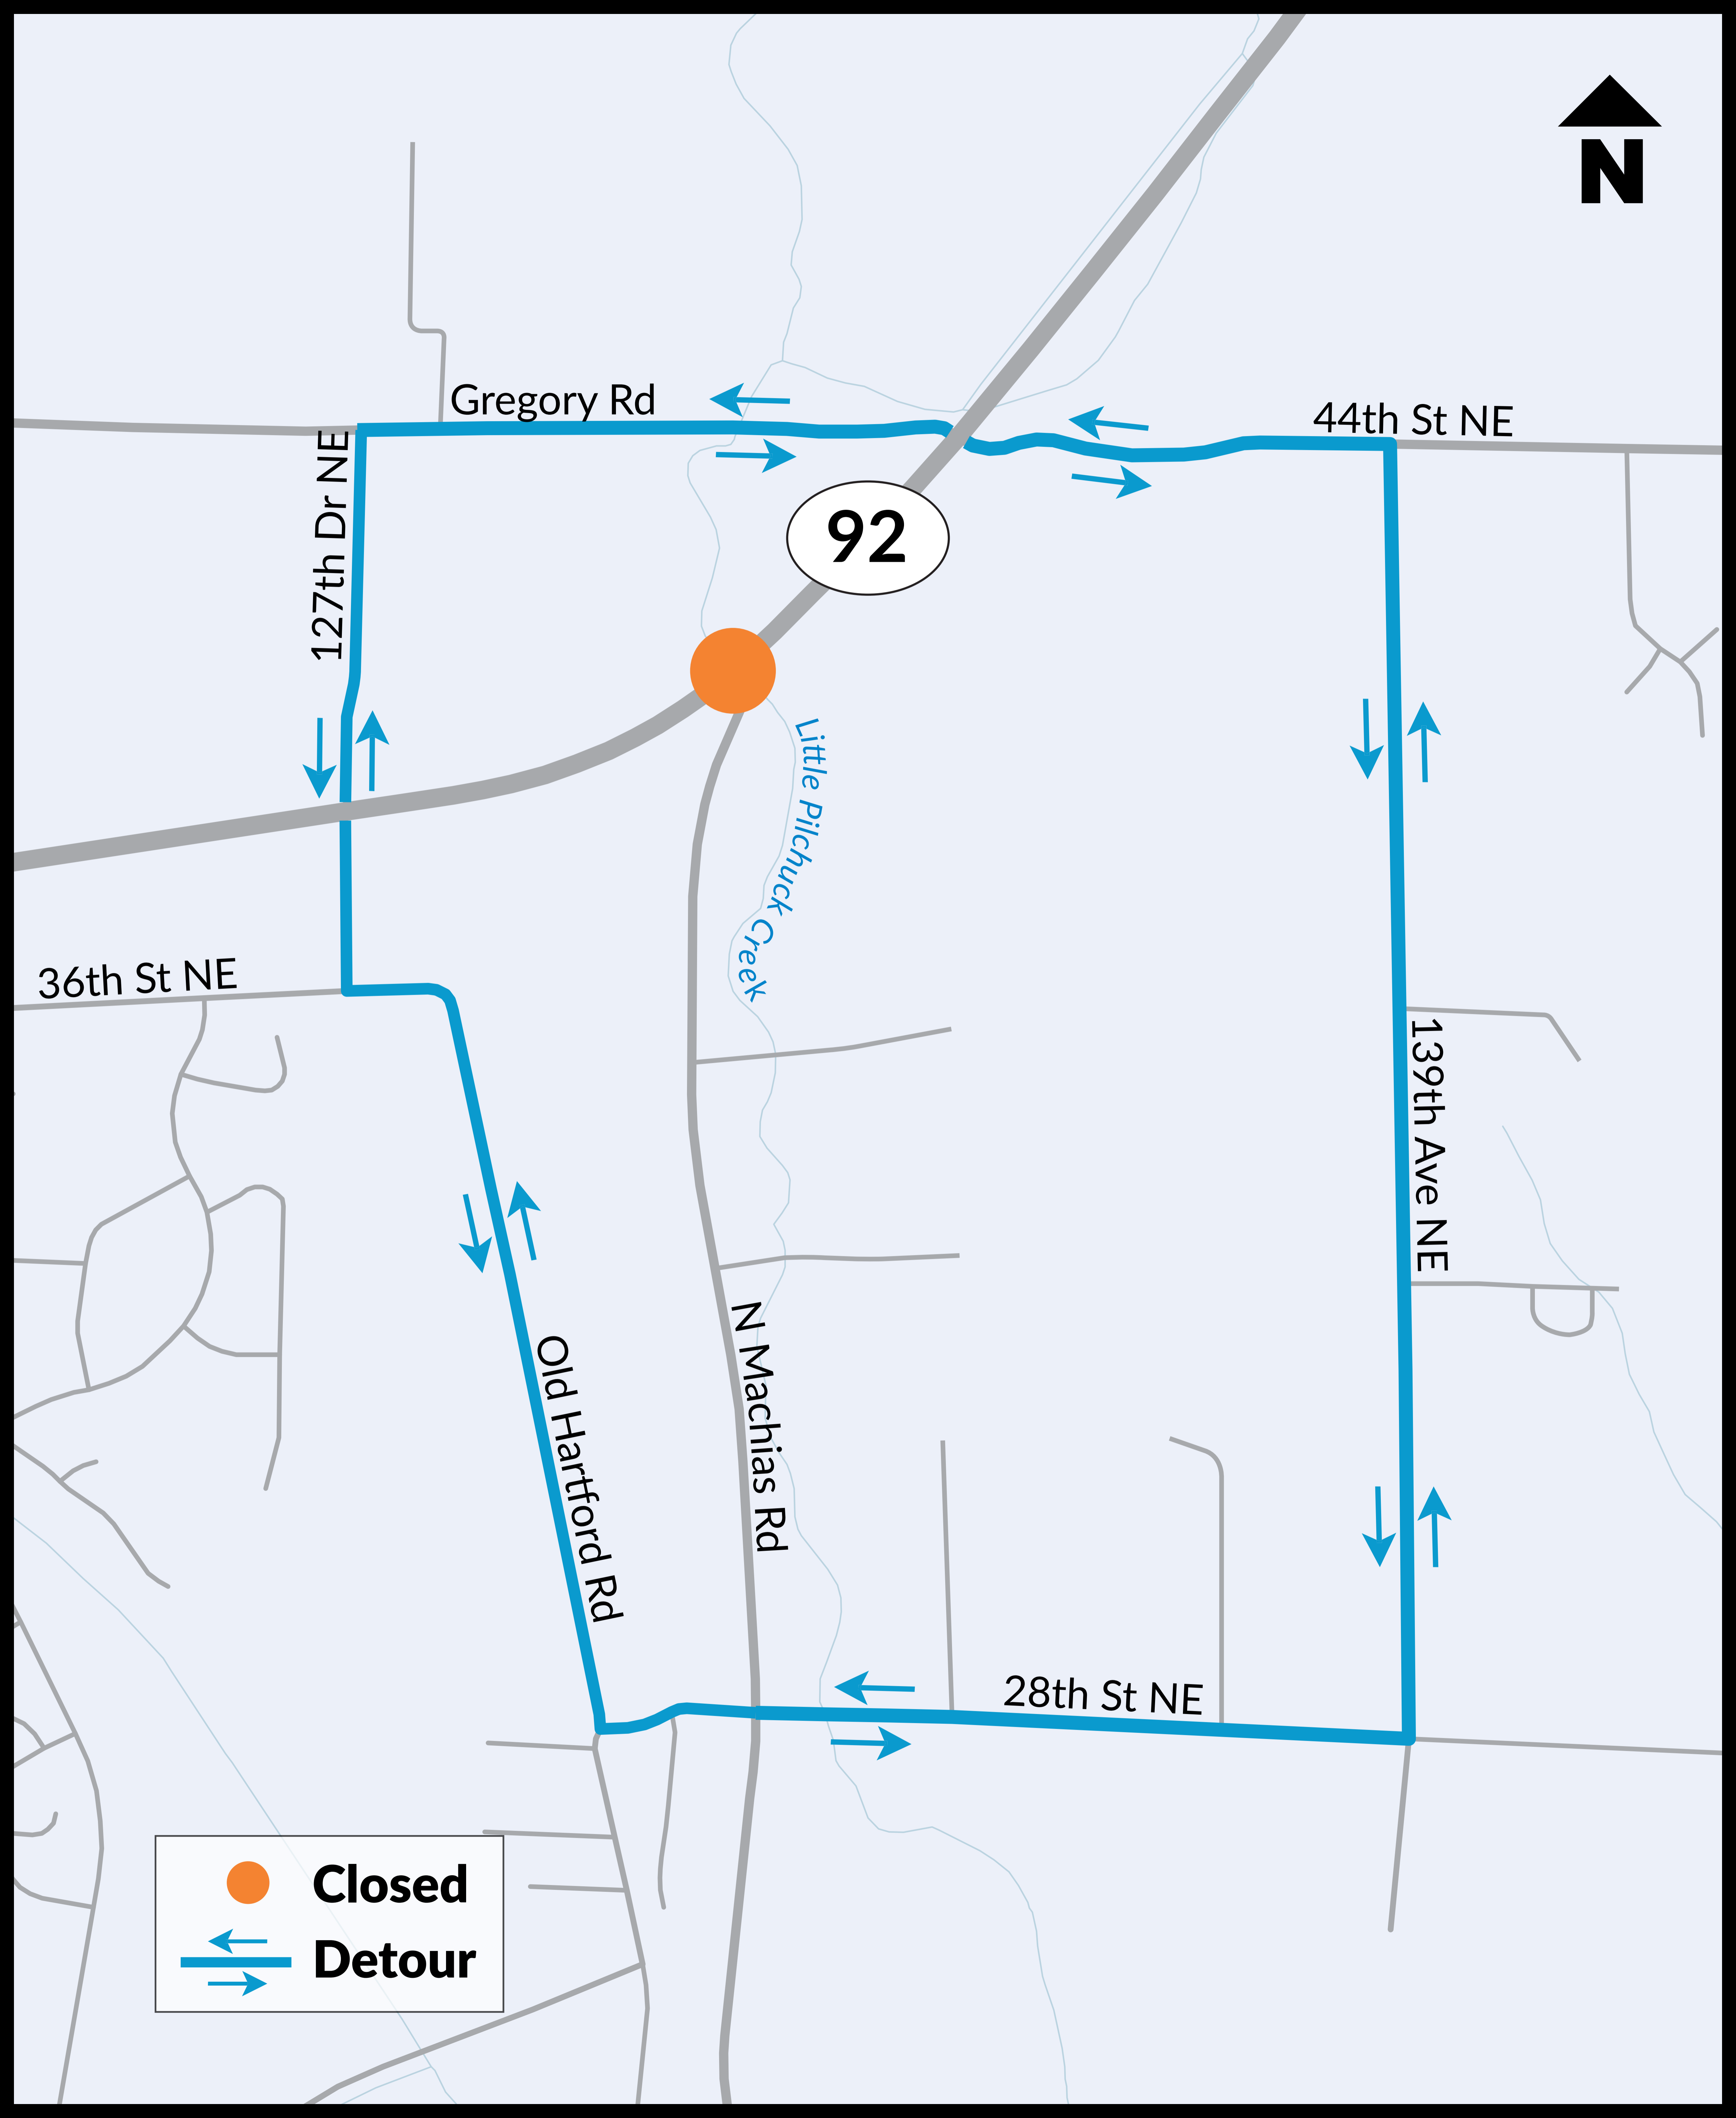 N
Gregory Rd
44th St NE
127th Dr NE
92
Little Pilchuck Creek
36th St NE
139th Ave NE
N Machias Rd
Old Hartford Rd
28th St NE
Closed
Detour